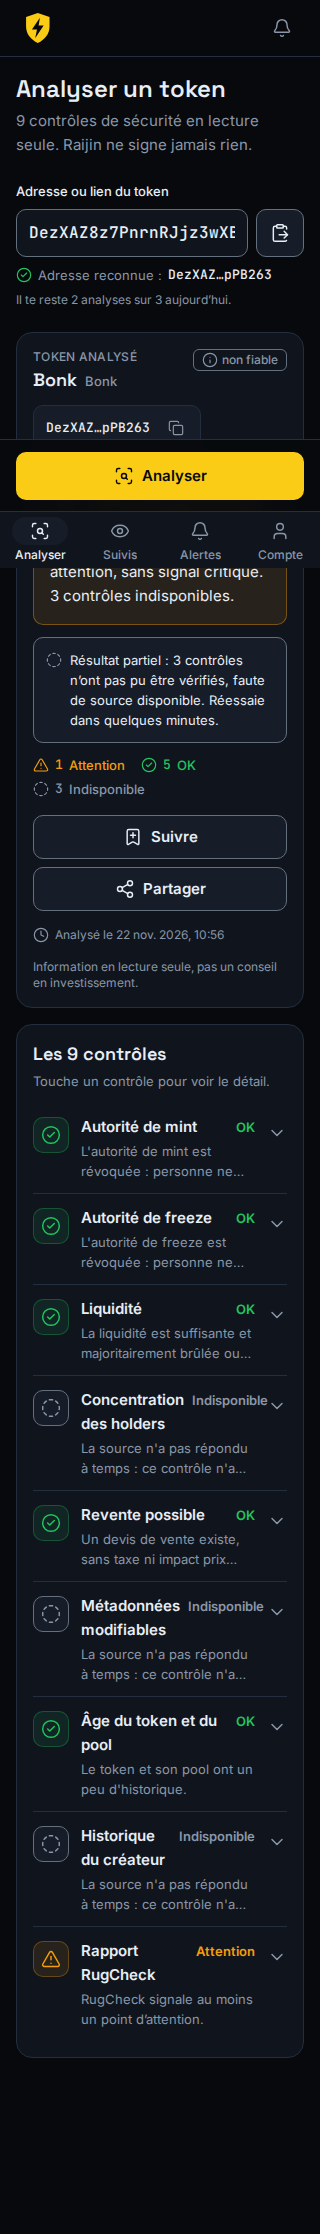 Analyser un token
9 contrôles de sécurité en lecture
seule. Raijin ne signe jamais rien.
Adresse ou lien du token
DezXAZ8z7PnrnRJjz3wXE
Adresse reconnue : DezXAZ…pPB263
Il te reste 2 analyses sur 3 aujourd’hui.
TOKEN ANALYSÉ
non fiable
Bonk Bonk
DezXAZ…pPB263
Analyser
Analyser Suivis Alertes Compte
attention, sans signal critique.
3 contrôles indisponibles.
Résultat partiel : 3 contrôles
n’ont pas pu être vérifiés, faute
de source disponible. Réessaie
dans quelques minutes.
1 Attention 5 OK
3 Indisponible
Suivre
Partager
Analysé le 22 nov. 2026, 10:56
Information en lecture seule, pas un conseil
en investissement.
Les 9 contrôles
Touche un contrôle pour voir le détail.
Autorité de mint OK
L'autorité de mint est
révoquée : personne ne…
Autorité de freeze OK
L'autorité de freeze est
révoquée : personne ne…
Liquidité OK
La liquidité est suffisante et
majoritairement brûlée ou…
Concentration Indisponible
des holders
La source n'a pas répondu
à temps : ce contrôle n'a…
Revente possible OK
Un devis de vente existe,
sans taxe ni impact prix…
Métadonnées Indisponible
modifiables
La source n'a pas répondu
à temps : ce contrôle n'a…
Âge du token et du OK
pool
Le token et son pool ont un
peu d'historique.
Historique Indisponible
du créateur
La source n'a pas répondu
à temps : ce contrôle n'a…
Rapport Attention
RugCheck
RugCheck signale au moins
un point d’attention.